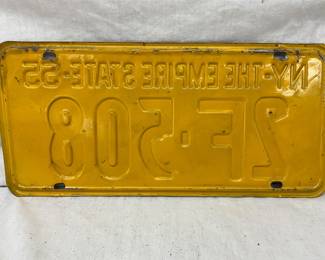 NY-THE EMPIRE STATE-55
2F·508